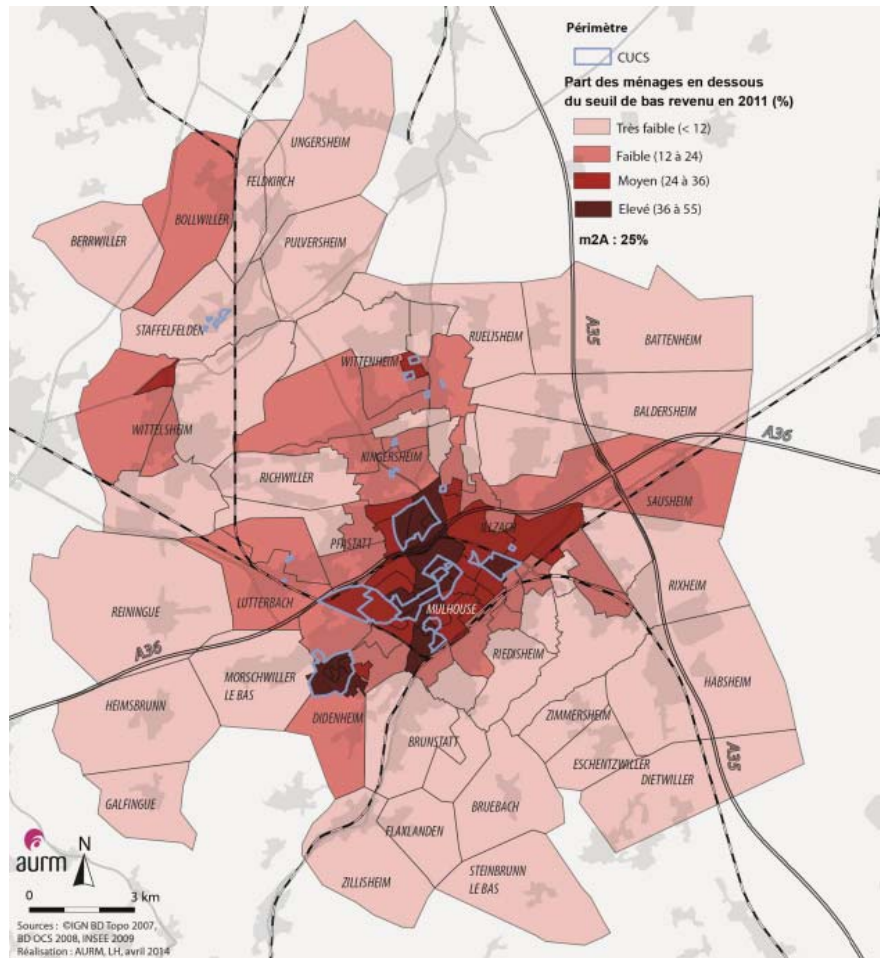 Périmètre
CUCS
Part des ménages en dessous
du seuil de bas revenu en 2011 (%)
Très faible (< 12)
Faible (12 à 24)
Moyen (24 à 36)
Elevé (36 à 55)
m2A : 25%
UNGERSHEIM
FELDKIRCH
BOLLWILLER
BERRWILLER
PULVERSHEIM
STAFFELFELDEN
RUELISHEIM
A35
BATTENHEIM
WITTENHEIM
BALDERSHEIM
WITTELSHEIM
A36
KINGERSHEIM
RICHWILLER
SAUSHEIM
ILLZACH
PFASTATT
LUTTERBACH
RIXHEIM
REININGUE
MULHOUSE
A36
RIEDISHEIM
MORSCHWILLER
LE BAS
HABSHEIM
HEIMSBRUNN
DIDENHEIM
ZIMMERSHEIM
BRUNSTATT
A35
ESCHENTZWILLER
DIETWILLER
GALFINGUE
BRUEBACH
FLAXLANDEN
STEINBRUNN
LE BAS
ZILLISHEIM
aurm
N
0 3 km
Sources : ©IGN BD Topo 2007,
BD OCS 2008, INSEE 2009
Réalisation : AURM, LH, avril 2014